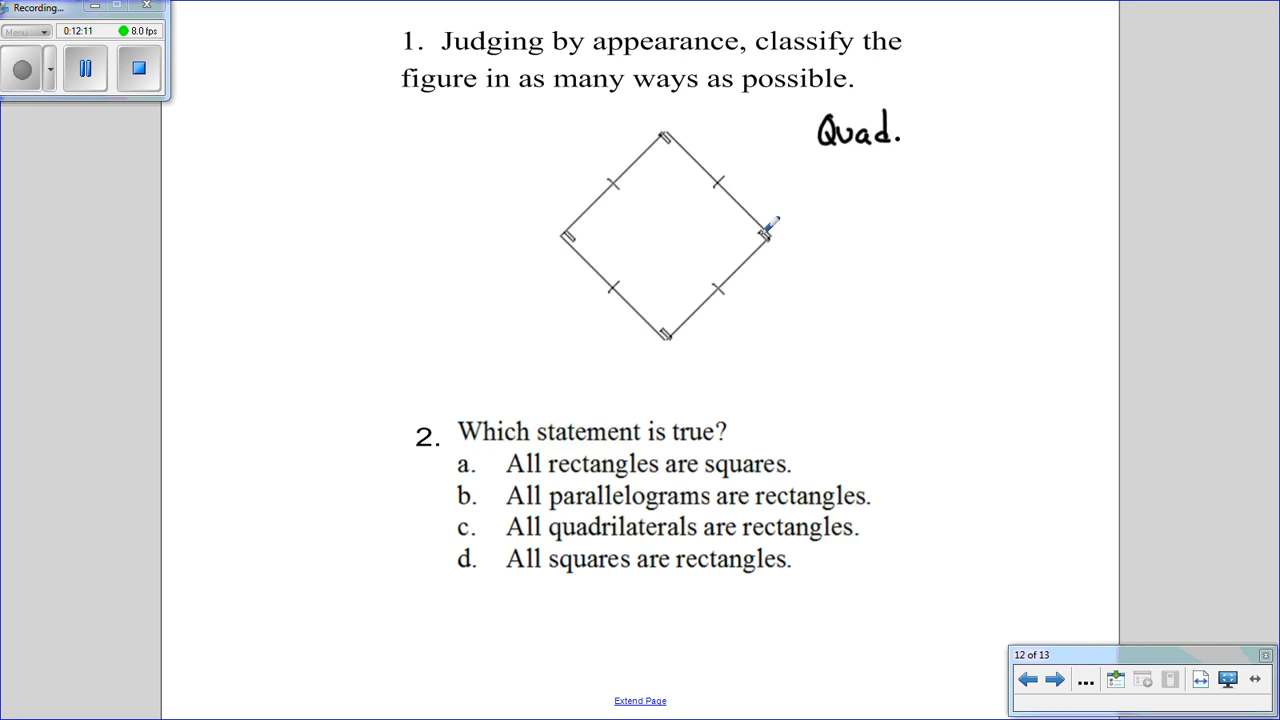 Recording...
Menu
0:12:11
8.0 fps
1. Judging by appearance, classify the
figure in as many ways as possible.
Quad.
2. Which statement is true?
a. All rectangles are squares.
b. All parallelograms are rectangles.
c. All quadrilaterals are rectangles.
d. All squares are rectangles.
12 of 13
...
Extend Page